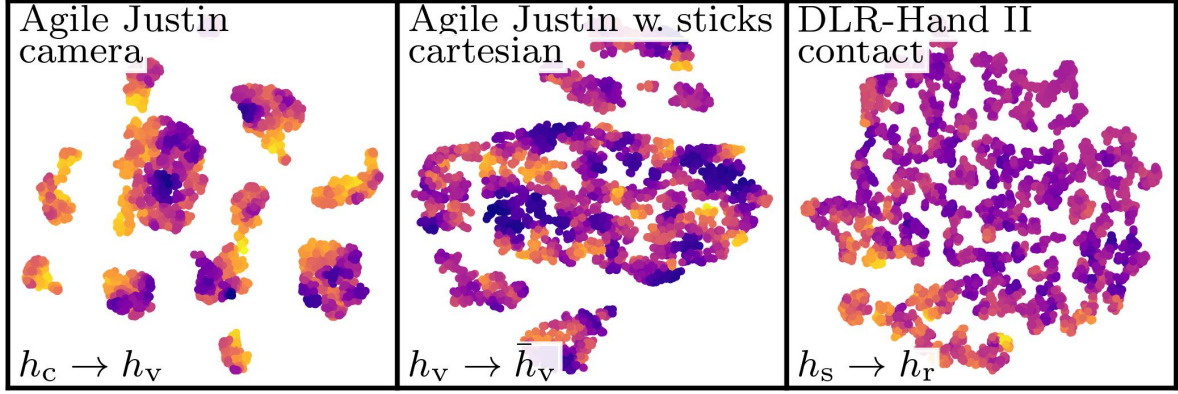 Agile Justin
camera
h_c → h_v
Agile Justin w. sticks
cartesian
h_v → h̄_v
DLR-Hand II
contact
h_s → h_r